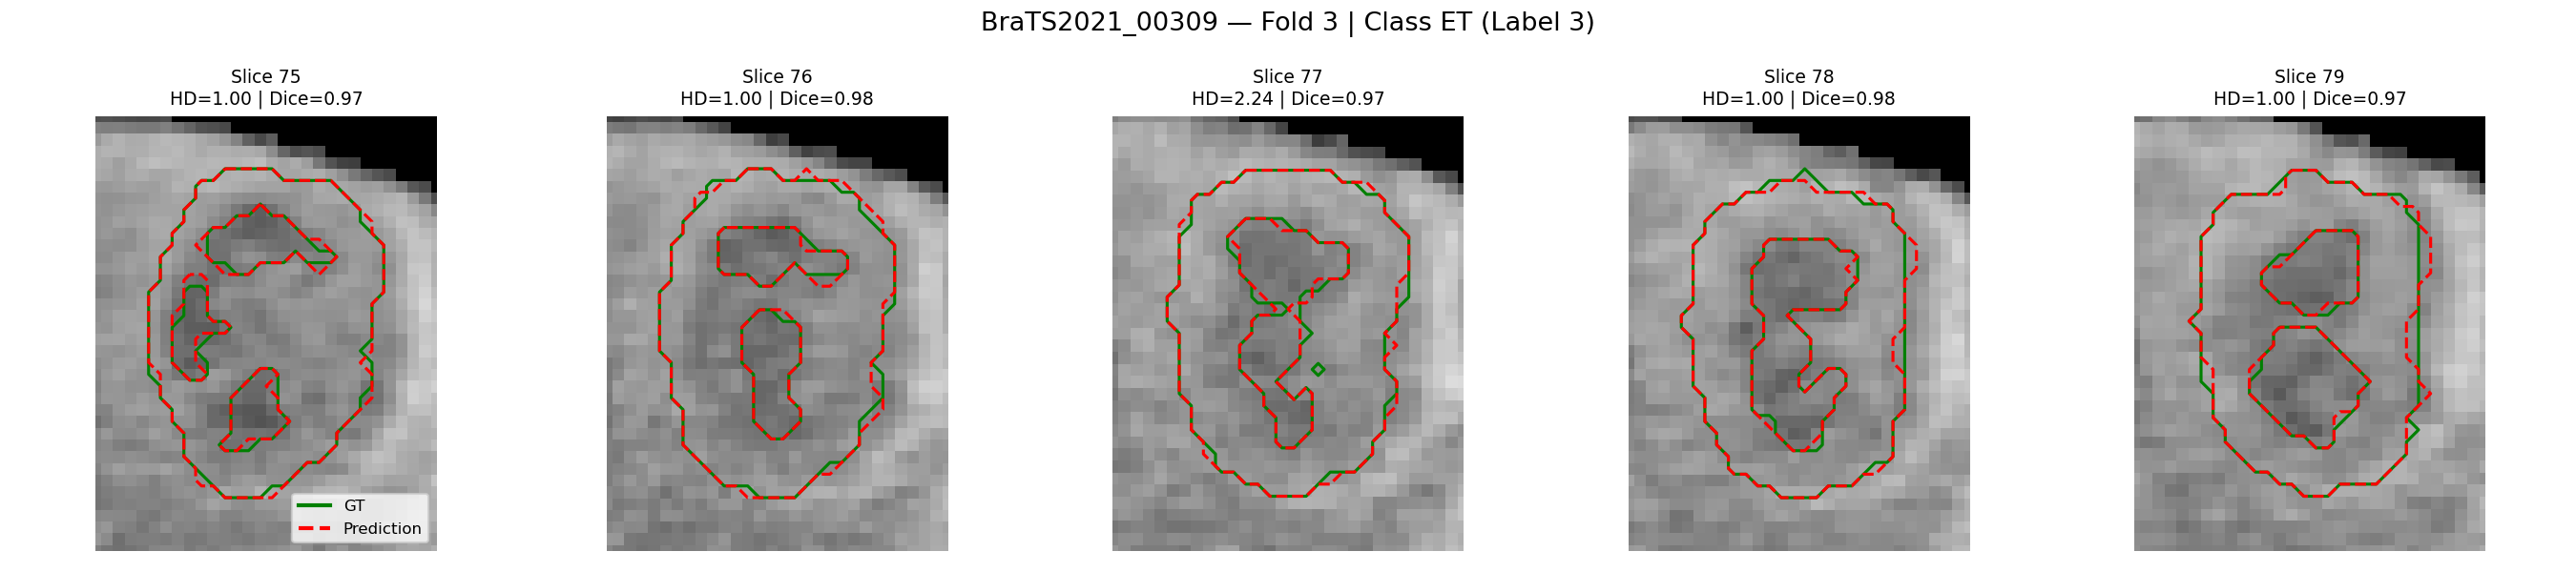 BraTS2021_00309 — Fold 3 | Class ET (Label 3)
Slice 75
HD=1.00 | Dice=0.97
Slice 76
HD=1.00 | Dice=0.98
Slice 77
HD=2.24 | Dice=0.97
Slice 78
HD=1.00 | Dice=0.98
Slice 79
HD=1.00 | Dice=0.97
GT
Prediction